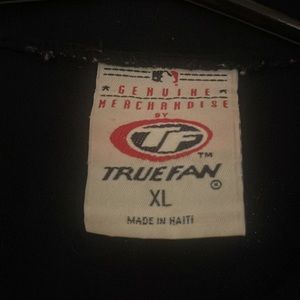 GENUINE
MERCHANDISE
BY
TF
TRUEFAN
XL
MADE IN HAITI